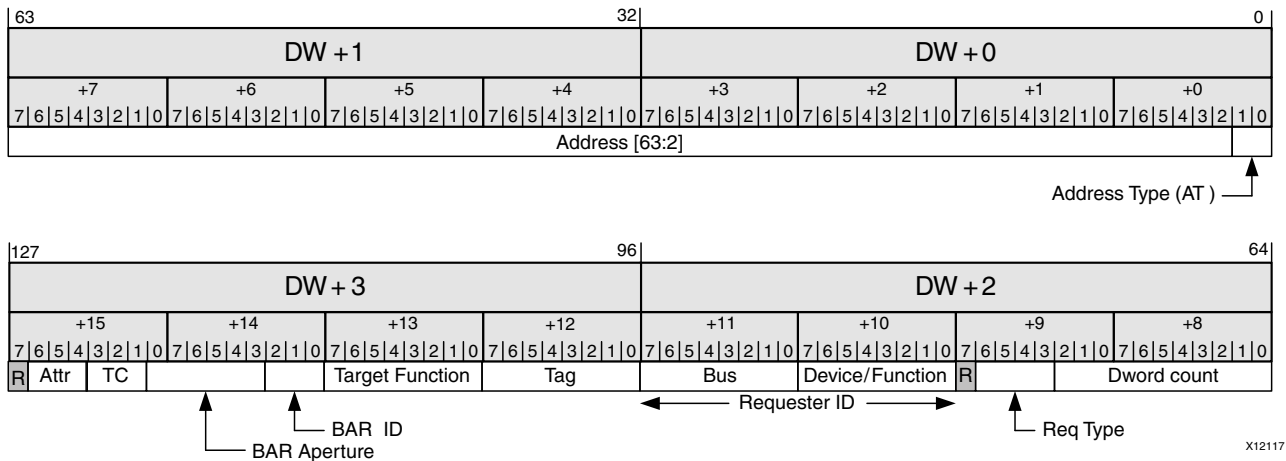 63 32 0
DW +1 DW +0
+7 +6 +5 +4 +3 +2 +1 +0
7|6|5|4|3|2|1|0 7|6|5|4|3|2|1|0 7|6|5|4|3|2|1|0 7|6|5|4|3|2|1|0 7|6|5|4|3|2|1|0 7|6|5|4|3|2|1|0 7|6|5|4|3|2|1|0 7|6|5|4|3|2|1|0
Address [63:2]
Address Type (AT )
127 96 64
DW + 3 DW + 2
+15 +14 +13 +12 +11 +10 +9 +8
7|6|5|4|3|2|1|0 7|6|5|4|3|2|1|0 7|6|5|4|3|2|1|0 7|6|5|4|3|2|1|0 7|6|5|4|3|2|1|0 7|6|5|4|3|2|1|0 7|6|5|4|3|2|1|0 7|6|5|4|3|2|1|0
R Attr TC Target Function Tag Bus Device/Function R Dword count
Requester ID
BAR ID Req Type
BAR Aperture X12117